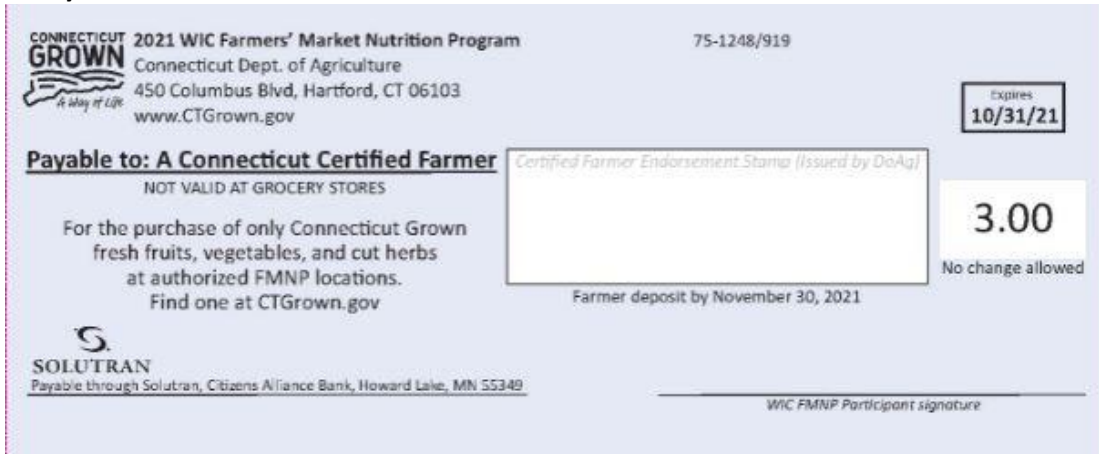 CONNECTICUT
GROWN
A Way of Life
2021 WIC Farmers' Market Nutrition Program
Connecticut Dept. of Agriculture
450 Columbus Blvd, Hartford, CT 06103
www.CTGrown.gov
75-1248/919
Expires
10/31/21
Payable to: A Connecticut Certified Farmer
NOT VALID AT GROCERY STORES
For the purchase of only Connecticut Grown
fresh fruits, vegetables, and cut herbs
at authorized FMNP locations.
Find one at CTGrown.gov
Certified Farmer Endorsement Stamp (Issued by DoAg)
Farmer deposit by November 30, 2021
3.00
No change allowed
SOLUTRAN
Payable through Solutran, Citizens Alliance Bank, Howard Lake, MN 55349
WIC FMNP Participant signature